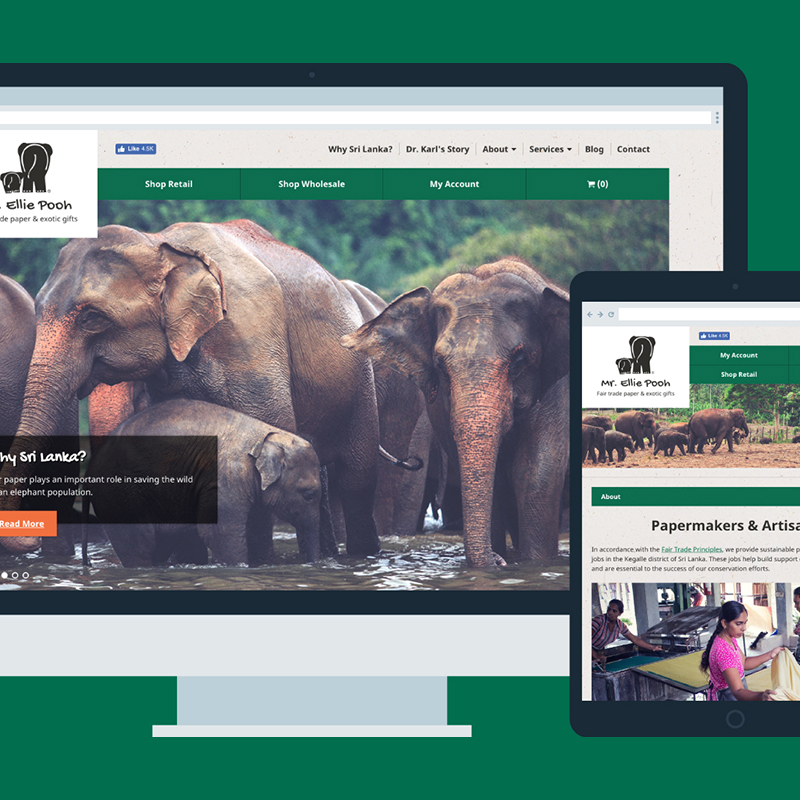 Like 4.5K
Why Sri Lanka?
Dr. Karl's Story
About
Services
Blog
Contact
Ellie Pooh
paper & exotic gifts
Shop Retail
Shop Wholesale
My Account
(0)
Sri Lanka?
paper plays an important role in saving the wild
elephant population.
Read More
Like 4.5K
Mr. Ellie Pooh
Fair trade paper & exotic gifts
My Account
Shop Retail
About
Papermakers &
In accordance with the Fair Trade Principles, we provide sustainable
jobs in the Kegalle district of Sri Lanka. These jobs help build support
and are essential to the success of our conservation efforts.